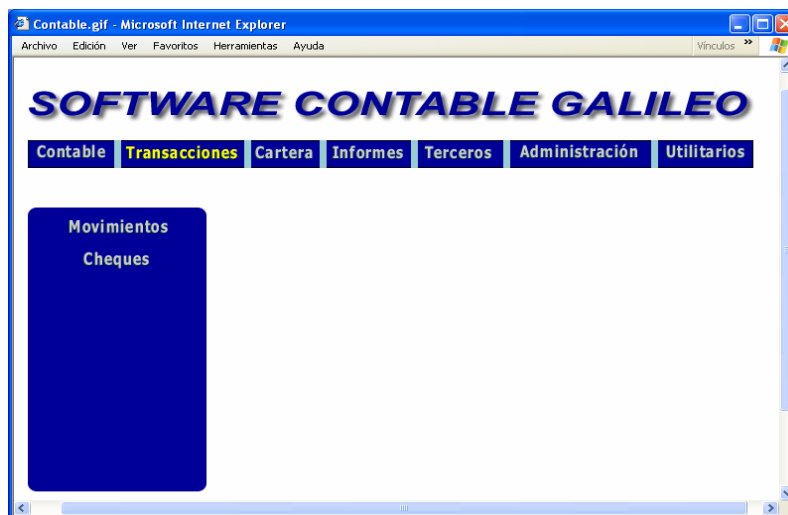 Contable.gif - Microsoft Internet Explorer
Archivo Edición Ver Favoritos Herramientas Ayuda Vínculos »
SOFTWARE CONTABLE GALILEO
Contable Transacciones Cartera Informes Terceros Administración Utilitarios
Movimientos
Cheques